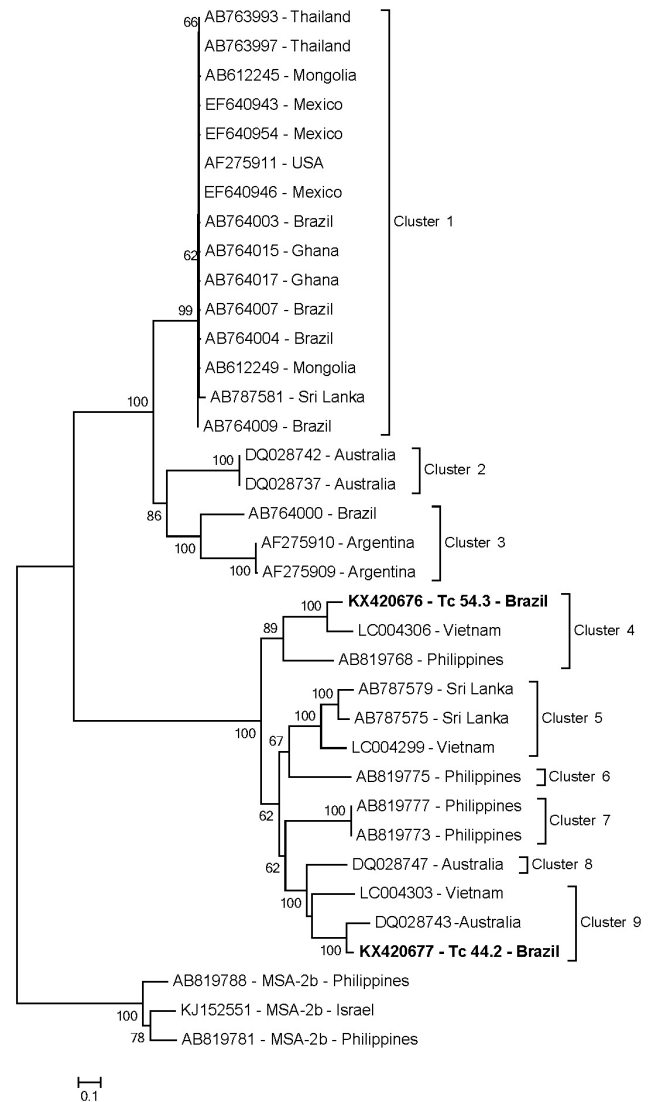 66
AB763993 - Thailand
AB763997 - Thailand
AB612245 - Mongolia
EF640943 - Mexico
EF640954 - Mexico
AF275911 - USA
EF640946 - Mexico
AB764003 - Brazil
Cluster 1
62
AB764015 - Ghana
AB764017 - Ghana
99
AB764007 - Brazil
AB764004 - Brazil
AB612249 - Mongolia
AB787581 - Sri Lanka
100
AB764009 - Brazil
100
DQ028742 - Australia
Cluster 2
DQ028737 - Australia
86
AB764000 - Brazil
100
AF275910 - Argentina
Cluster 3
100
AF275909 - Argentina
100
KX420676 - Tc 54.3 - Brazil
89
LC004306 - Vietnam
Cluster 4
AB819768 - Philippines
100
AB787579 - Sri Lanka
100
AB787575 - Sri Lanka
Cluster 5
100
67
LC004299 - Vietnam
AB819775 - Philippines
Cluster 6
62
100
AB819777 - Philippines
Cluster 7
AB819773 - Philippines
62
DQ028747 - Australia
Cluster 8
100
LC004303 - Vietnam
DQ028743 -Australia
Cluster 9
100
KX420677 - Tc 44.2 - Brazil
AB819788 - MSA-2b - Philippines
100
KJ152551 - MSA-2b - Israel
78
AB819781 - MSA-2b - Philippines
0.1